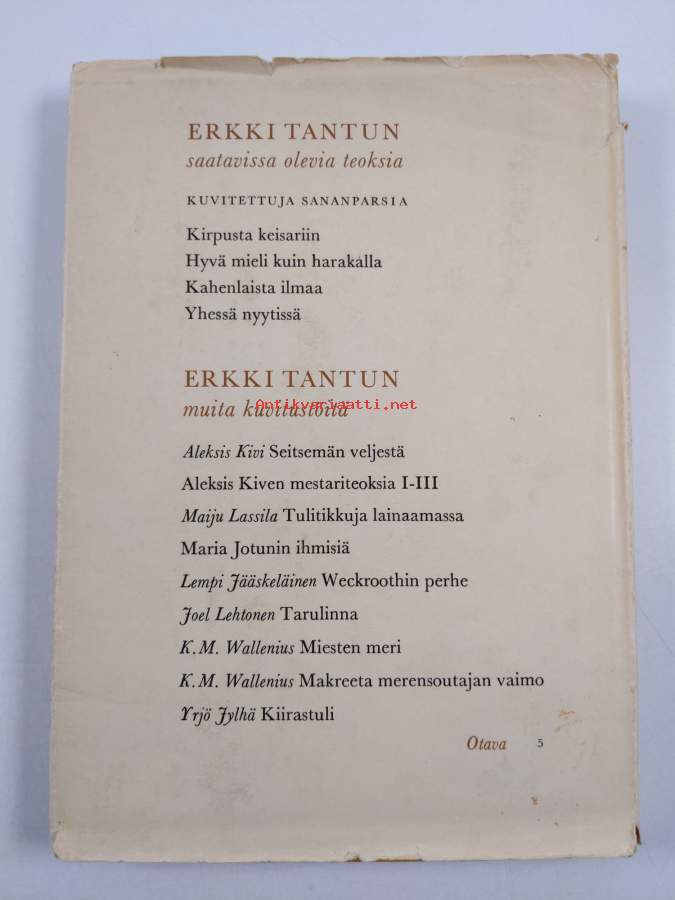 ERKKI TANTUN
saatavissa olevia teoksia
KUVITETTUJA SANANPARSIA
Kirpusta keisariin
Hyvä mieli kuin harakalla
Kahenlaista ilmaa
Yhessä nyytissä
ERKKI TANTUN
Antikvariaatti.net
muita kuvitustöitä
Aleksis Kivi Seitsemän veljestä
Aleksis Kiven mestariteoksia I-III
Maiju Lassila Tulitikkuja lainaamassa
Maria Jotunin ihmisiä
Lempi Jääskeläinen Weckroothin perhe
Joel Lehtonen Tarulinna
K. M. Wallenius Miesten meri
K. M. Wallenius Makreeta merensoutajan vaimo
Yrjö Jylhä Kiirastuli
Otava 5